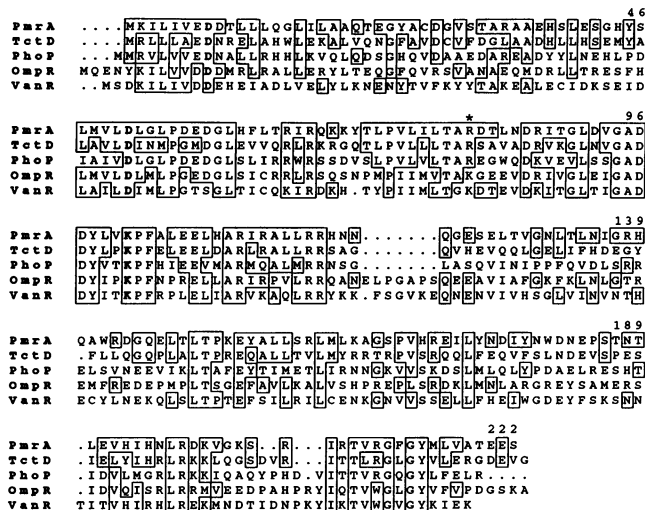 46
PmrA ....MKILIVEDDTLLLQGLILAAQTEGYACDGVSTARAAEHSLESGHYS
TctD ....MRLLLAEDNRELAHWLEKALVQNGFAVDCVFDGLAADHLLHSEMYA
PhoP ...MMRVLVVEDNALLRHHLKVQLQDSGHQVDAAEDAREADYYLNEHLPD
OmpR MQENYKILVVDDDMRLRALLERYLTEQGFQVRSVANAEQMDRLLTRESFH
VanR ..MSDKILIVDDEHEIADLVELYLKNENYTVFKYYTAKEALECIDKSEID
* 96
PmrA LMVLDLGLPDEDGLHFLTRIRQKKYTLPVLILTARDTLNDRITGLDVGAD
TctD LAVLDINMPGMDGLEVVQRLRKRGQTLPVLLLTARSAVADRVKGLNVGAD
PhoP IAIVDLGLPDEDGLSLIRRWRSSDVSLPVLVLTAREGWQDKVEVLSSGAD
OmpR LMVLDLMLPGEDGLSICRRLRSQSNPMPIIMVTAKGEEVDRIVGLEIGAD
VanR LAILDIMLPGTSGLTICQKIRDKH.TYPIIMLTGKDTEVDKITGLTIGAD
139
PmrA DYLVKPFALEELHARIRALLRRHNN.......QGESELTVGNLTLNIGRH
TctD DYLPKPFELEELDARLRALLRRSAG.......QVHEVQQLGELIFHDEGY
PhoP DYVTKPFHIEEVMARMQALMRRNSG.......LASQVINIPPFQVDLSRR
OmpR DYIPKPFNPRELLARIRPVLRRQANELPGAPSQEEAVIAFGKFKLNLGTR
VanR DYITKPFRPLELIARVKAQLRRYKK.FSGVKEQNENVIVHSGLVINVNTH
189
PmrA QAWRDGQELTLTPKEYALLSRLMLKAGSPVHREILYNDIYNWDNEPSTNT
TctD .FLLQGQPLALTPREQALLTVLMYRRTRPVSRQQLFEQVFSLNDEVSPES
PhoP ELSVNEEVIKLTAFEYTIMETLIRNNGKVVSKDSLMLQLYPDAELRESHT
OmpR EMFREDEPMPLTSGEFAVLKALVSHPREPLSRDKLMNLARGREYSAMERS
VanR ECYLNEKQLSLTPTEFSILRILCENKGNVVSSELLFHEIWGDEYFSKSNN
222
PmrA .LEVHIHNLRDKVGKS..R...IRTVRGFGYMLVATEES
TctD .IELYIHRLRKKLQGSDVR...ITTLRGLGYVLERGDEVG
PhoP .IDVLMGRLRKKIQAQYPHD.VITTVRGQGYLFELR....
OmpR .IDVQISRLRRMVEEDPAHPRYIQTVWGLGYVFVPDGSKA
VanR TITVHIRHLREKMNDTIDNPKYIKTVWGVGYKIEK